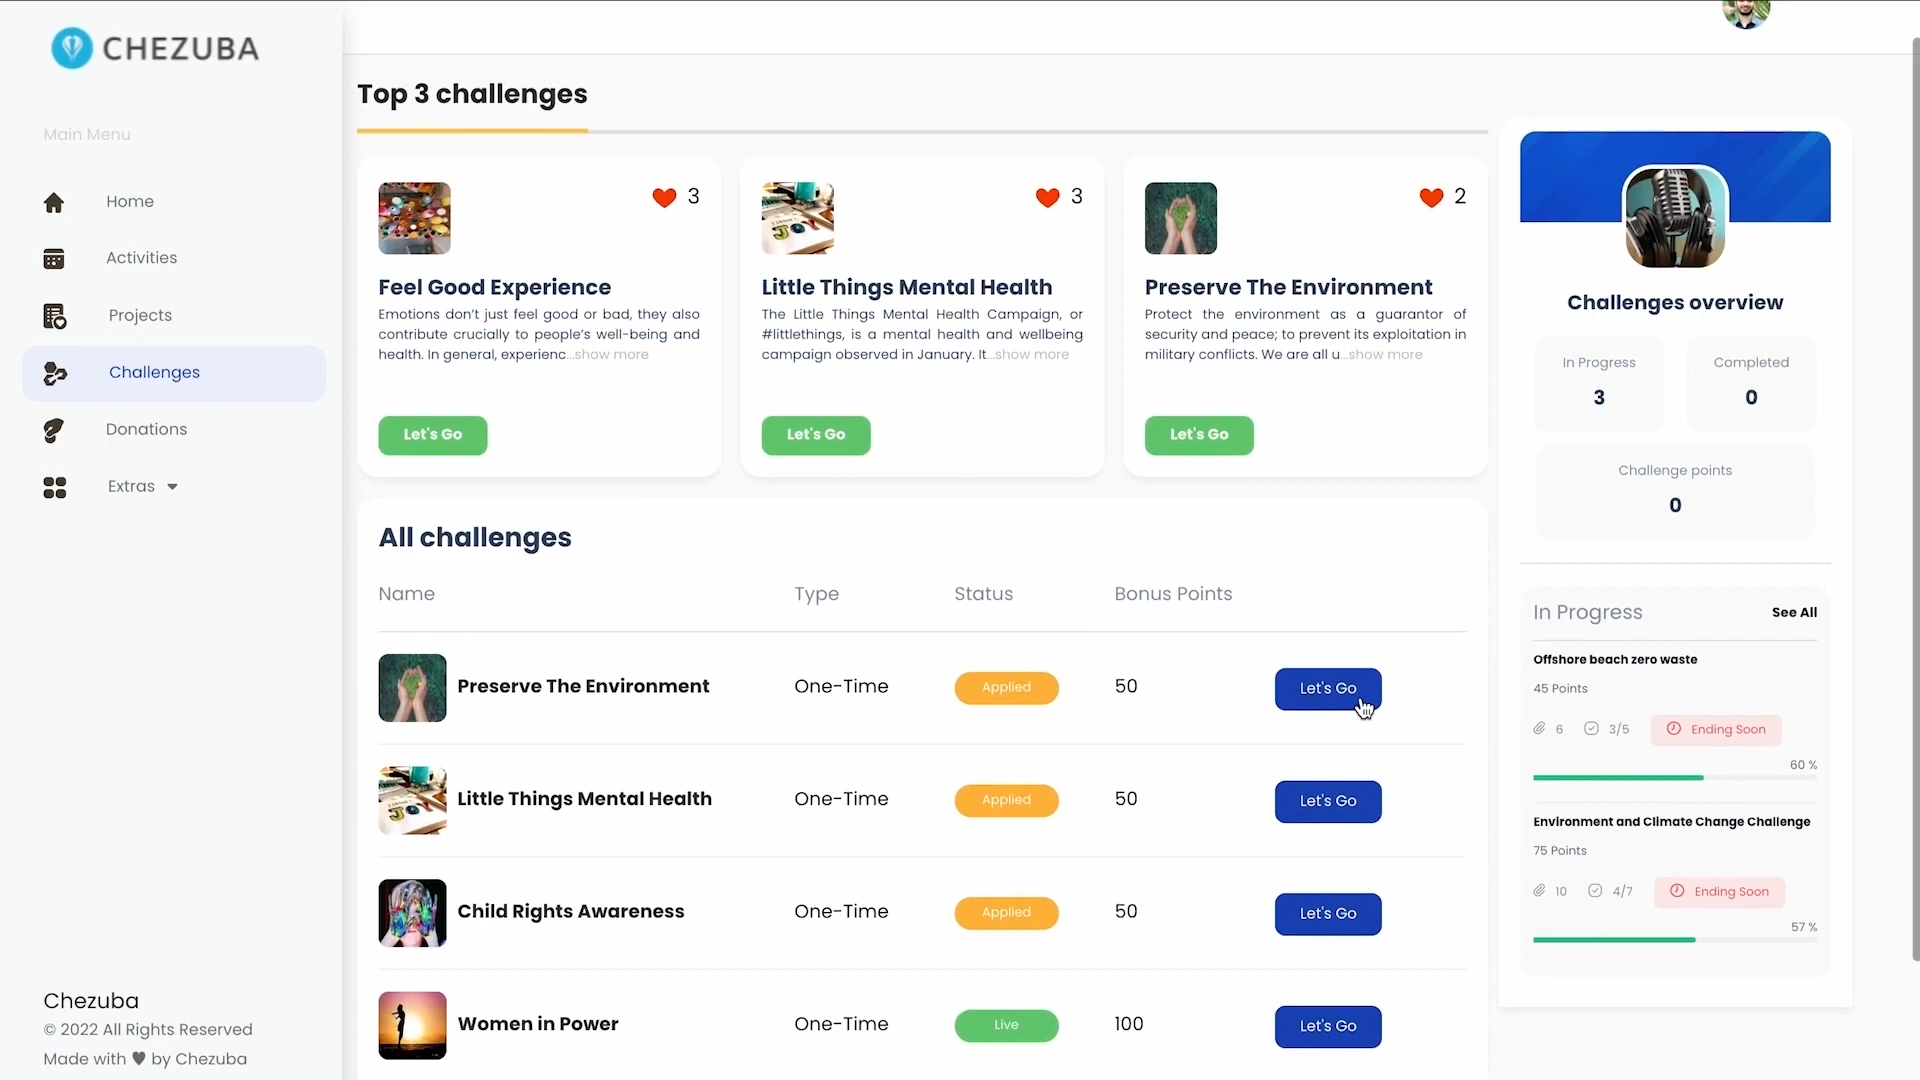 CHEZUBA
Main Menu
Home
Activities
Projects
Challenges
Donations
Extras
Chezuba
© 2022 All Rights Reserved
Made with ♥ by Chezuba
Top 3 challenges
3
Feel Good Experience
Emotions don't just feel good or bad, they also
contribute crucially to people's well-being and
health. In general, experienc...show more
Let's Go
3
Little Things Mental Health
The Little Things Mental Health Campaign, or
#littlethings, is a mental health and wellbeing
campaign observed in January. It...show more
Let's Go
2
Preserve The Environment
Protect the environment as a guarantor of
security and peace; to prevent its exploitation in
military conflicts. We are all u...show more
Let's Go
All challenges
Name Type Status Bonus Points
Preserve The Environment One-Time Applied 50 Let's Go
Little Things Mental Health One-Time Applied 50 Let's Go
Child Rights Awareness One-Time Applied 50 Let's Go
Women in Power One-Time Live 100 Let's Go
Challenges overview
In Progress Completed
3 0
Challenge points
0
In Progress See All
Offshore beach zero waste
45 Points
6 3/5 Ending Soon
60 %
Environment and Climate Change Challenge
75 Points
10 4/7 Ending Soon
57 %
JOY
JOY